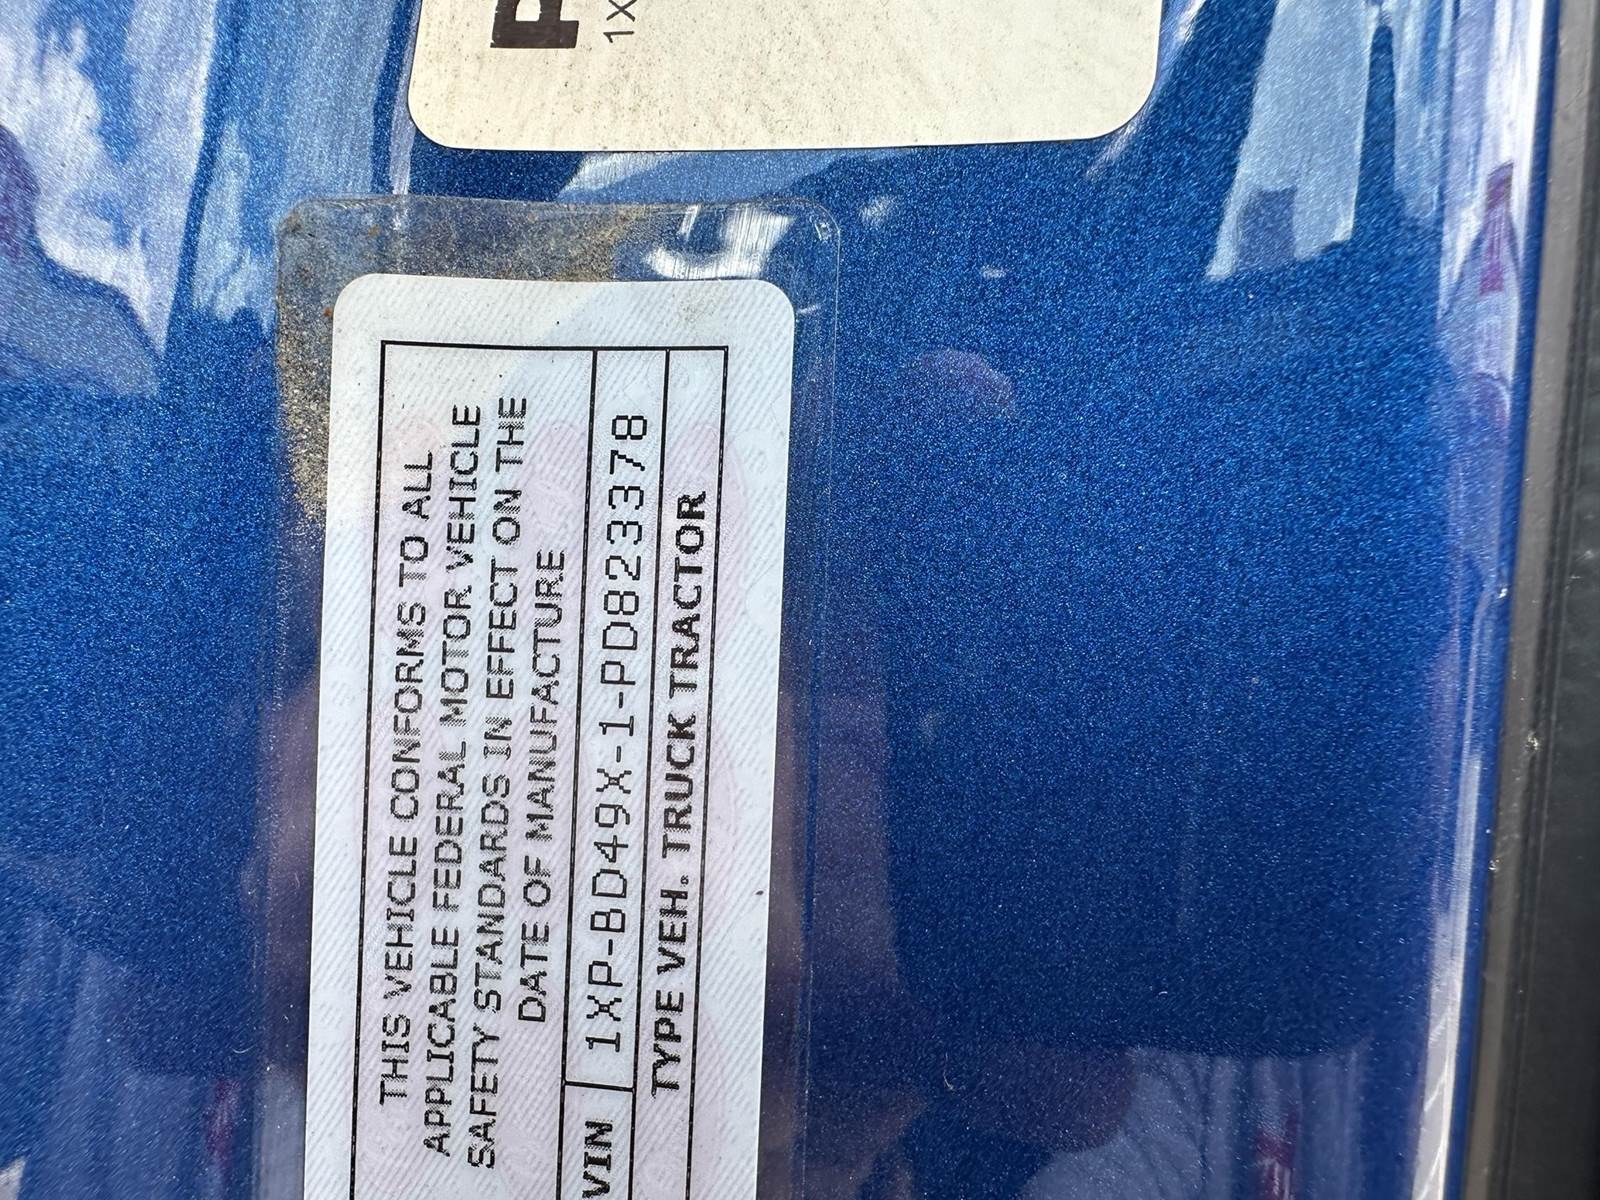 P
1X
THIS VEHICLE CONFORMS TO ALL
APPLICABLE FEDERAL MOTOR VEHICLE
SAFETY STANDARDS IN EFFECT ON THE
DATE OF MANUFACTURE
VIN 1XP-BD49X-1-PD823378
TYPE VEH. TRUCK TRACTOR